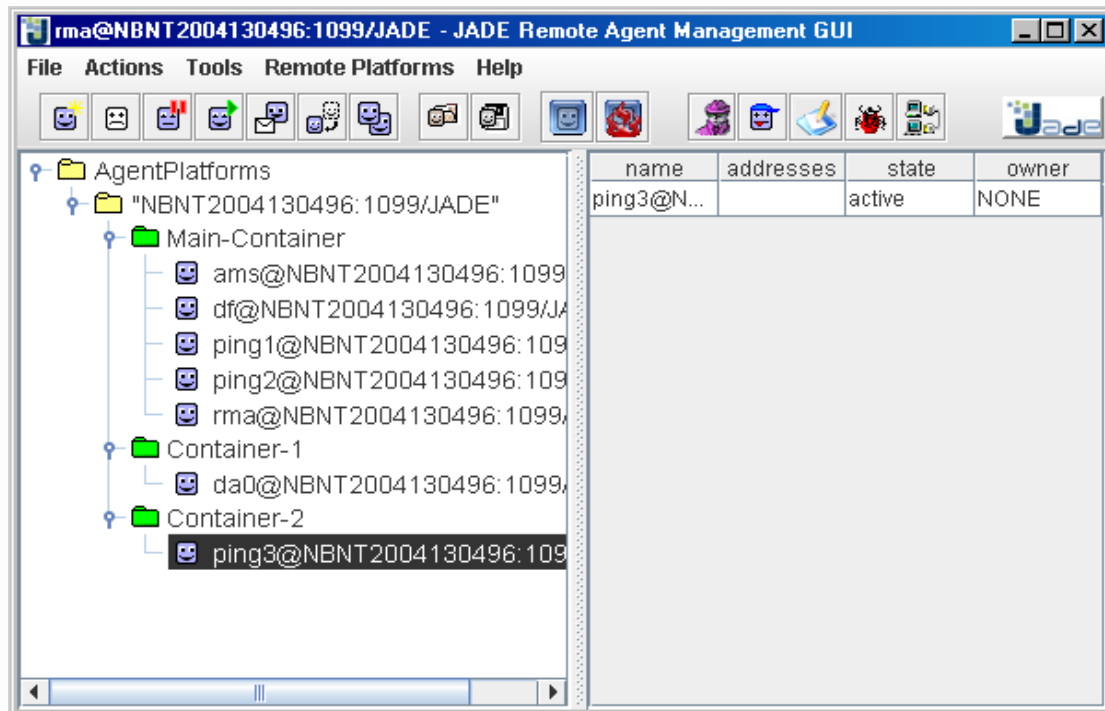 rma@NBNT2004130496:1099/JADE - JADE Remote Agent Management GUI
File Actions Tools Remote Platforms Help
Jade
AgentPlatforms
"NBNT2004130496:1099/JADE"
Main-Container
ams@NBNT2004130496:1099
df@NBNT2004130496:1099/JA
ping1@NBNT2004130496:109
ping2@NBNT2004130496:109
rma@NBNT2004130496:1099/
Container-1
da0@NBNT2004130496:1099/
Container-2
ping3@NBNT2004130496:109
name addresses state owner
ping3@N... active NONE